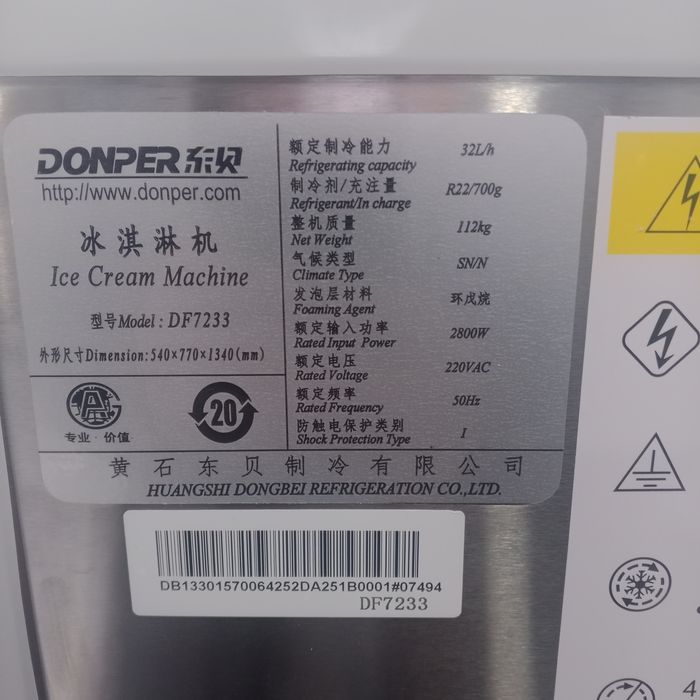 DONPER东贝
http://www.donper.com
冰淇淋机
Ice Cream Machine
型号Model : DF7233
外形尺寸Dimension:540×770×1340(mm)
专业·价值
20
额定制冷能力
Refrigerating capacity
32L/h
制冷剂/充注量
Refrigerant/In charge
R22/700g
整机质量
Net Weight
112kg
气候类型
Climate Type
SN/N
发泡层材料
Foaming Agent
环戊烷
额定输入功率
Rated Input Power
2800W
额定电压
Rated Voltage
220VAC
额定频率
Rated Frequency
50Hz
防触电保护类别
Shock Protection Type
I
黄石东贝制冷有限公司
HUANGSHI DONGBEI REFRIGERATION CO.,LTD.
DB13301570064252DA251B0001#07494
DF7233
4